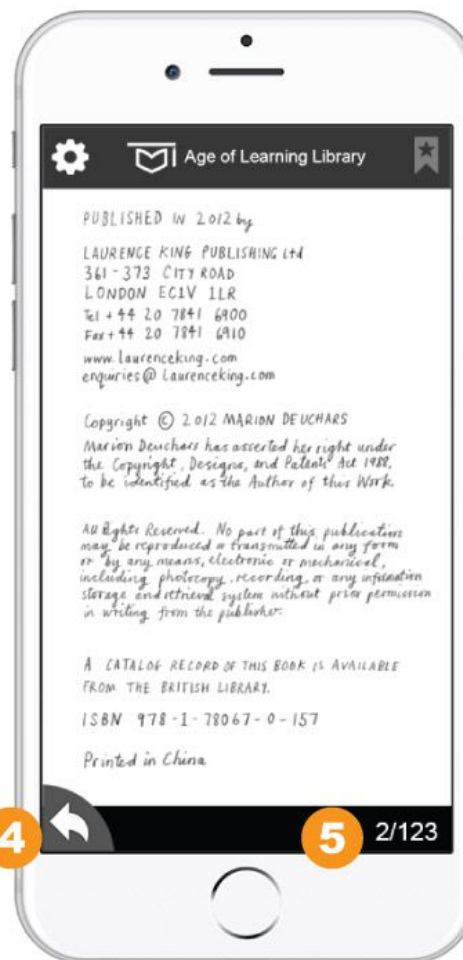 Age of Learning Library
PUBLISHED IN 2012 by
LAURENCE KING PUBLISHING Ltd
361 - 373 CITY ROAD
LONDON EC1V 1LR
Tel + 44 20 7841 6900
Fax + 44 20 7841 6910
www.laurenceking.com
enquiries@laurenceking.com
Copyright © 2012 MARION DEUCHARS
Marion Deuchars has asserted her right under
the Copyright, Designs, and Patents Act 1988,
to be identified as the Author of this Work.
All Rights Reserved. No part of this publication
may be reproduced or transmitted in any form
or by any means, electronic or mechanical,
including photocopy, recording, or any information
storage and retrieval system without prior permission
in writing from the publisher.
A CATALOG RECORD OF THIS BOOK IS AVAILABLE
FROM THE BRITISH LIBRARY.
ISBN 978-1-78067-0-157
Printed in China
4
5 2/123